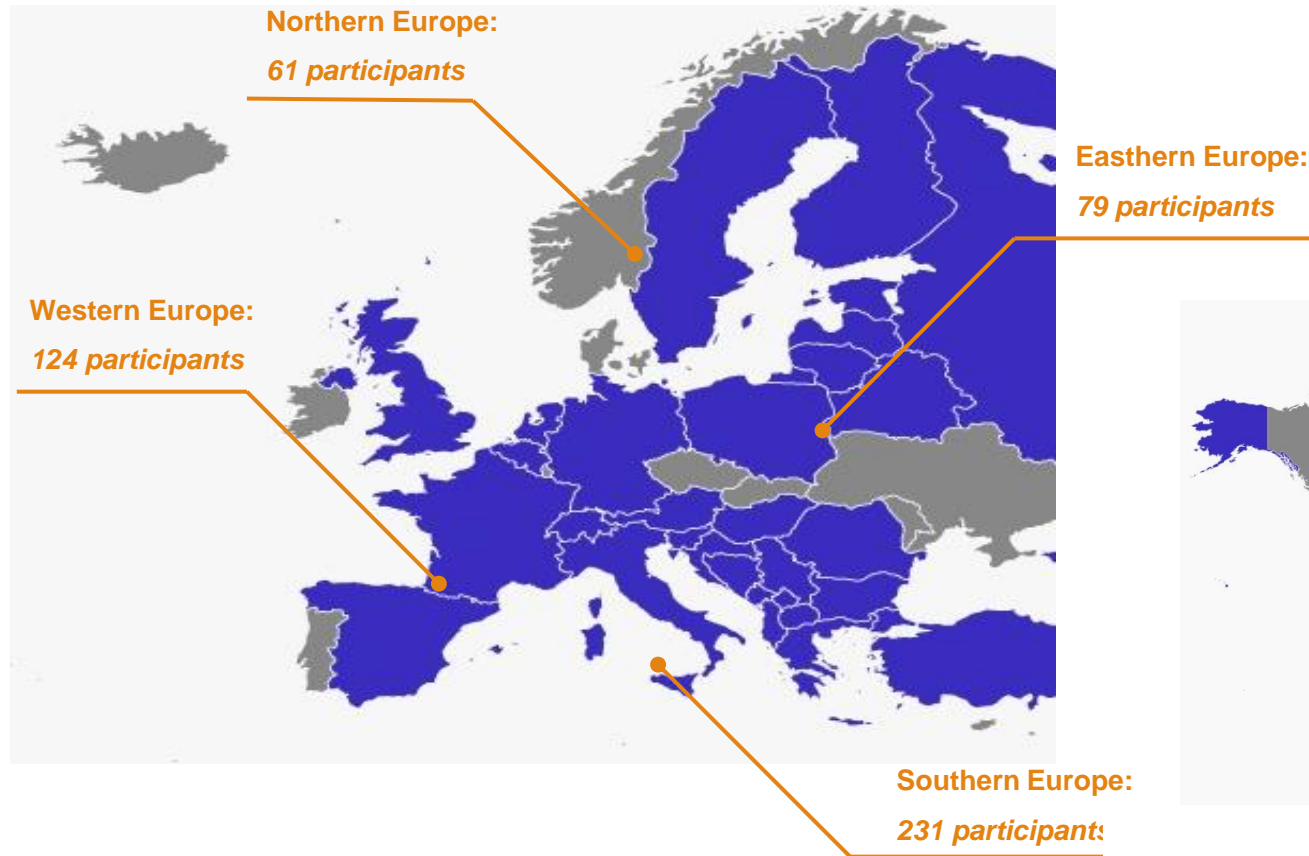 Northern Europe:
61 participants
Easthern Europe:
79 participants
Western Europe:
124 participants
Southern Europe:
231 participants